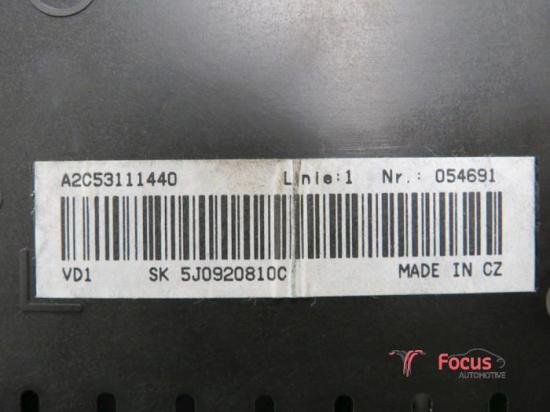 A2C53111440 Linie:1 Nr.: 054691
VD1 SK 5J0920810C MADE IN CZ
Focus
AUTOMOTIVE